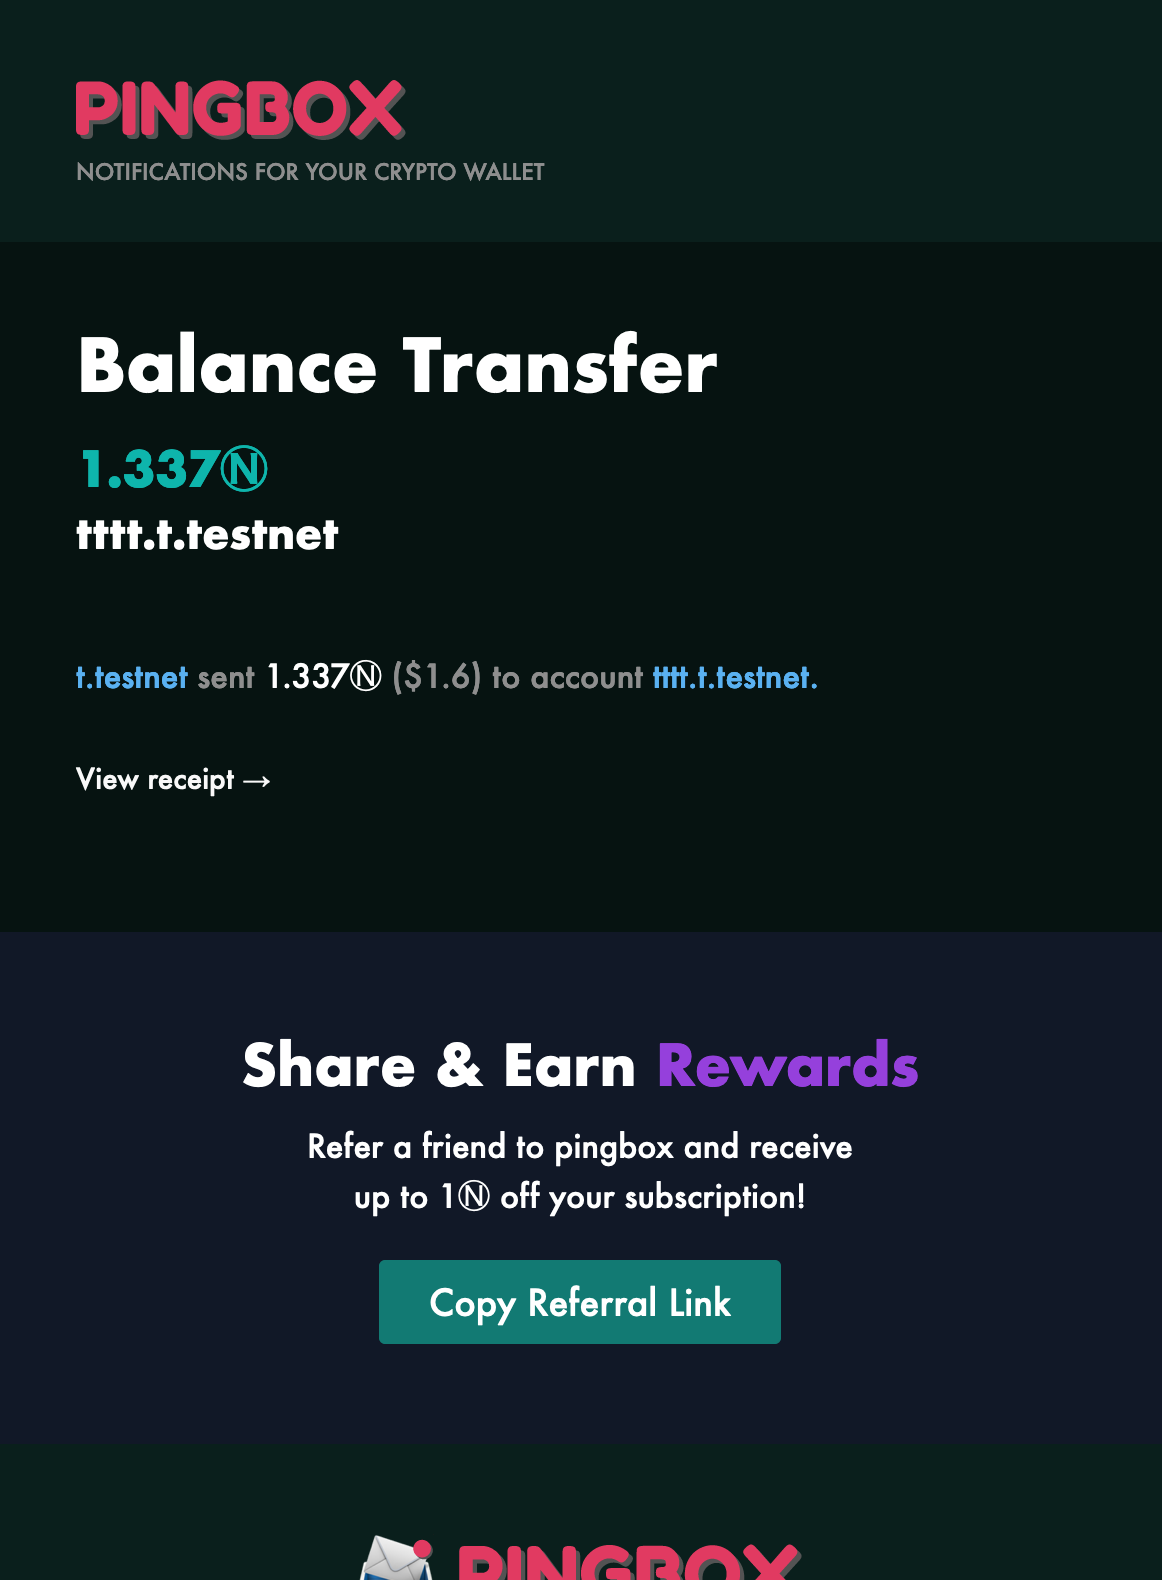 PINGBOX
NOTIFICATIONS FOR YOUR CRYPTO WALLET
Balance Transfer
1.337Ⓝ
tttt.t.testnet
t.testnet sent 1.337Ⓝ ($1.6) to account tttt.t.testnet.
View receipt →
Share & Earn Rewards
Refer a friend to pingbox and receive
up to 1Ⓝ off your subscription!
Copy Referral Link
PINGBOX